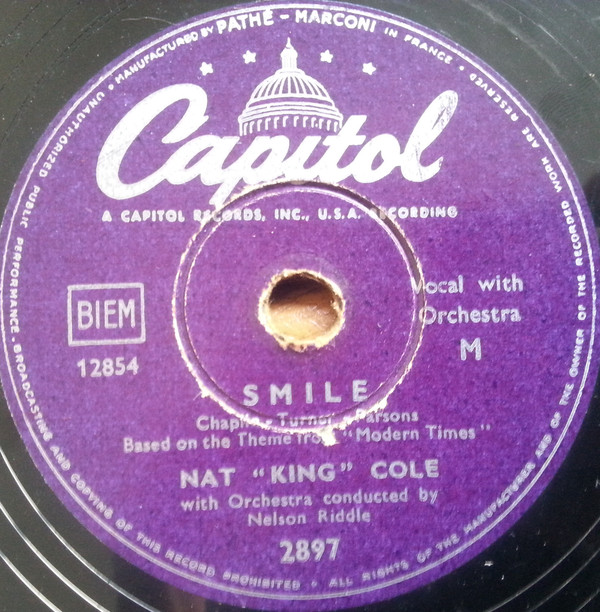 MANUFACTURED BY PATHÉ - MARCONI IN FRANCE • ALL RIGHTS OF THE MANUFACTURER AND OF THE OWNER OF THE RECORDED WORK ARE RESERVED
UNAUTHORIZED PUBLIC PERFORMANCE, BROADCASTING AND COPYING OF THIS RECORD PROHIBITED
Capitol
A CAPITOL RECORDS, INC., U.S.A. RECORDING
BIEM
12854
Vocal with
Orchestra
M
SMILE
Chaplin Turner Parsons
Based on the Theme from "Modern Times"
NAT "KING" COLE
with Orchestra conducted by
Nelson Riddle
2897